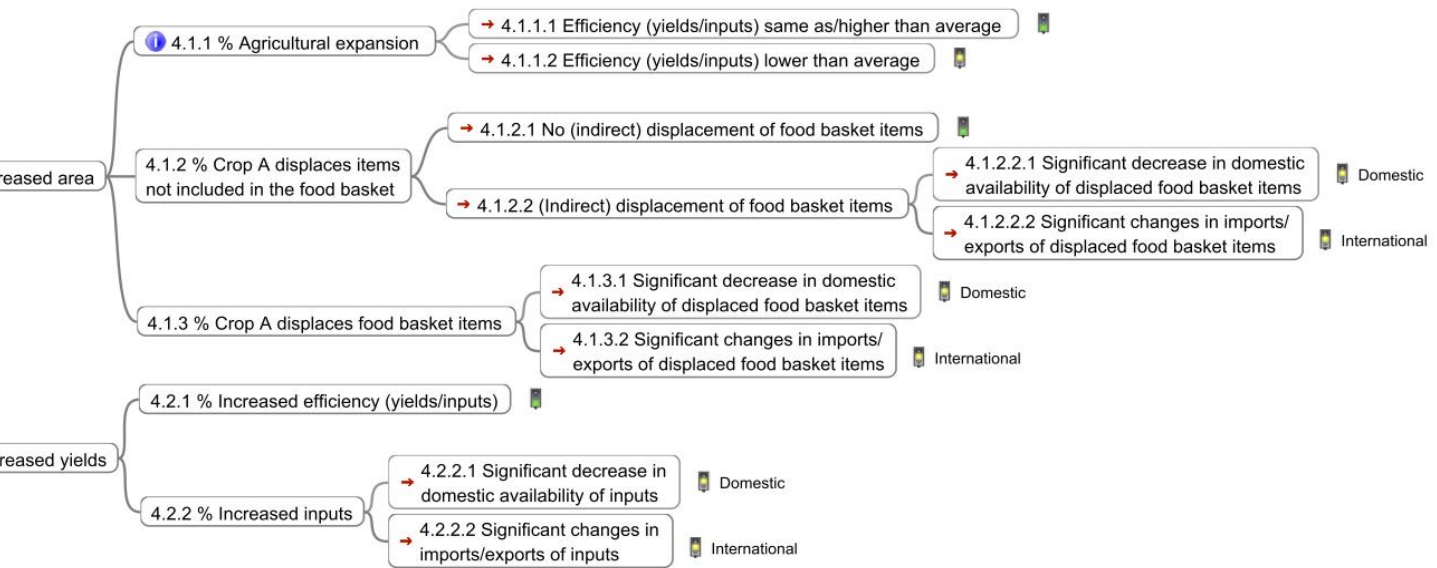 4.1.1 % Agricultural expansion
4.1.1.1 Efficiency (yields/inputs) same as/higher than average
4.1.1.2 Efficiency (yields/inputs) lower than average
reased area
4.1.2 % Crop A displaces items
not included in the food basket
4.1.2.1 No (indirect) displacement of food basket items
4.1.2.2 (Indirect) displacement of food basket items
4.1.2.2.1 Significant decrease in domestic
availability of displaced food basket items
Domestic
4.1.2.2.2 Significant changes in imports/
exports of displaced food basket items
International
4.1.3 % Crop A displaces food basket items
4.1.3.1 Significant decrease in domestic
availability of displaced food basket items
Domestic
4.1.3.2 Significant changes in imports/
exports of displaced food basket items
International
reased yields
4.2.1 % Increased efficiency (yields/inputs)
4.2.2 % Increased inputs
4.2.2.1 Significant decrease in
domestic availability of inputs
Domestic
4.2.2.2 Significant changes in
imports/exports of inputs
International